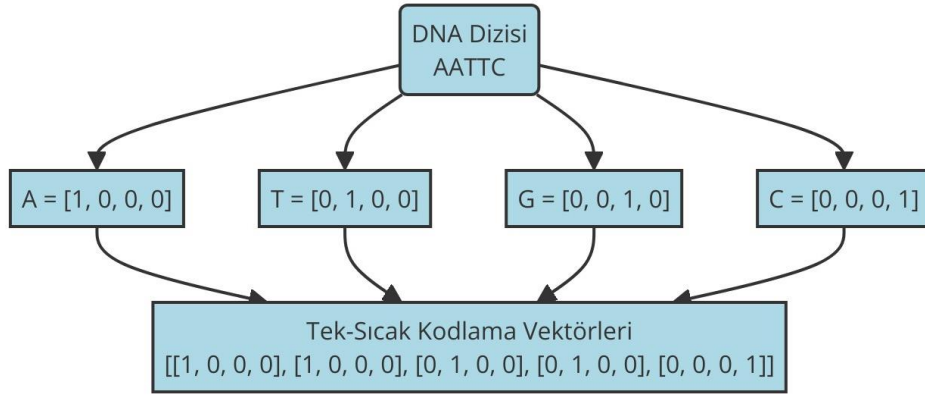 DNA Dizisi
AATTC
A = [1, 0, 0, 0]
T = [0, 1, 0, 0]
G = [0, 0, 1, 0]
C = [0, 0, 0, 1]
Tek-Sıcak Kodlama Vektörleri
[[1, 0, 0, 0], [1, 0, 0, 0], [0, 1, 0, 0], [0, 1, 0, 0], [0, 0, 0, 1]]